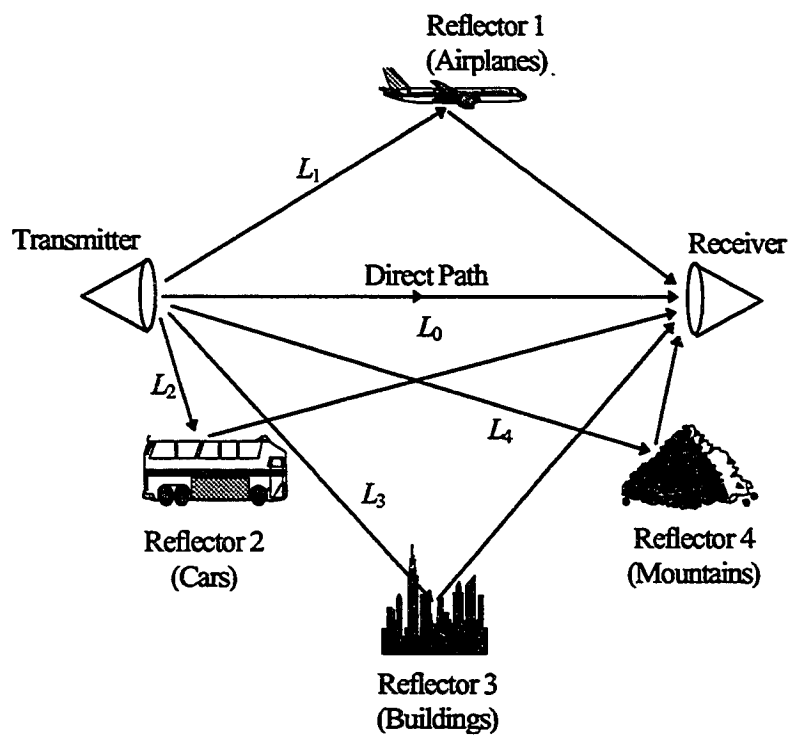 Reflector 1
(Airplanes)
L1
Transmitter
Receiver
Direct Path
L0
L2
L4
L3
Reflector 2
(Cars)
Reflector 4
(Mountains)
Reflector 3
(Buildings)